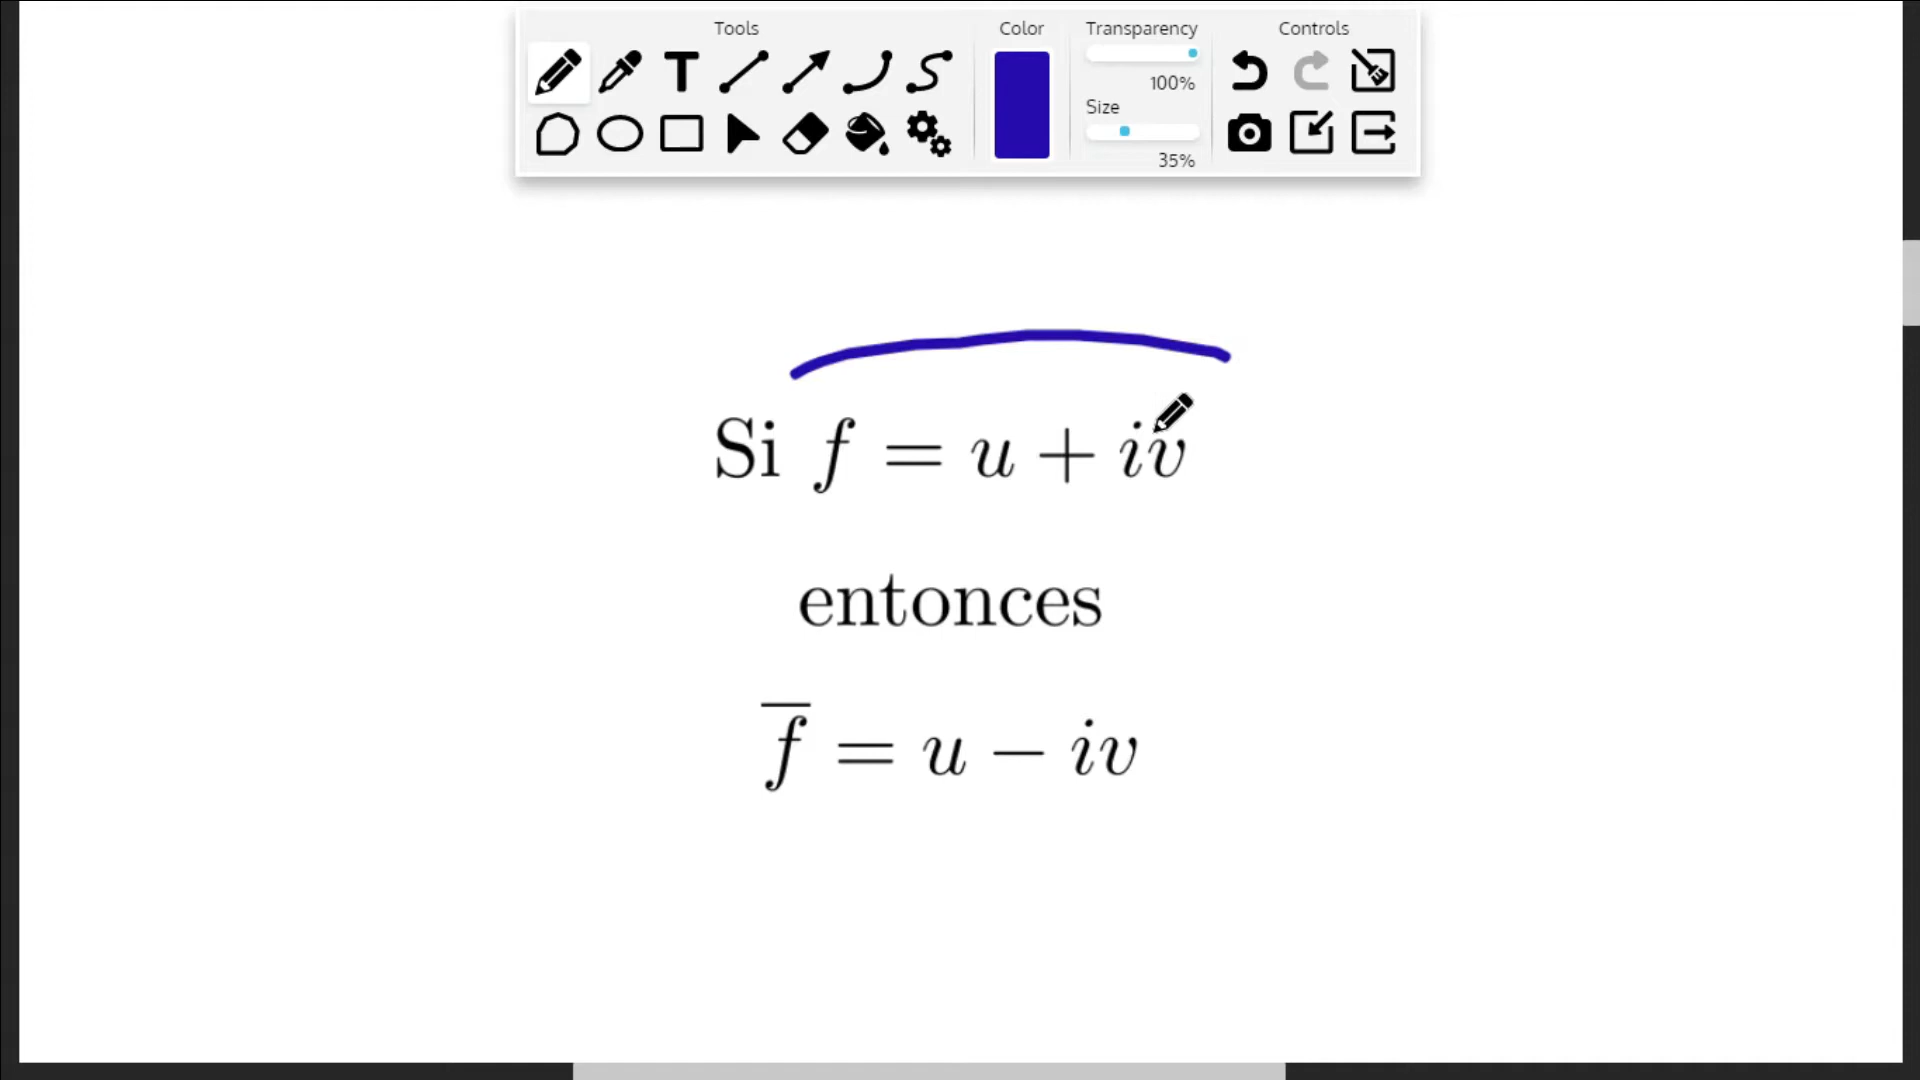 Tools Color Transparency Controls
100%
Size
35%
Si f = u + iv
entonces
f̅ = u − iv